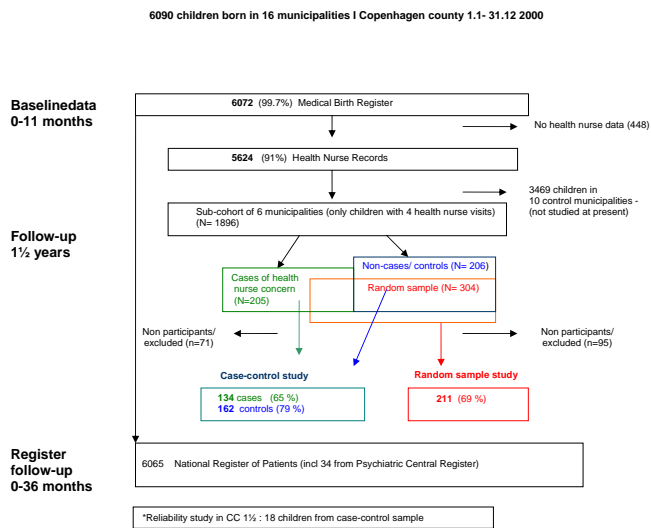 6090 children born in 16 municipalities I Copenhagen county 1.1- 31.12 2000
Baselinedata
0-11 months
6072 (99.7%) Medical Birth Register
No health nurse data (448)
5624 (91%) Health Nurse Records
3469 children in
10 control municipalities -
(not studied at present)
Sub-cohort of 6 municipalities (only children with 4 health nurse visits)
(N= 1896)
Follow-up
1½ years
Non-cases/ controls (N= 206)
Cases of health
nurse concern
(N=205)
Random sample (N= 304)
Non participants/
excluded (n=71)
Non participants/
excluded (n=95)
Case-control study
Random sample study
134 cases (65 %)
162 controls (79 %)
211 (69 %)
Register
follow-up
0-36 months
6065 National Register of Patients (incl 34 from Psychiatric Central Register)
*Reliability study in CC 1½ : 18 children from case-control sample